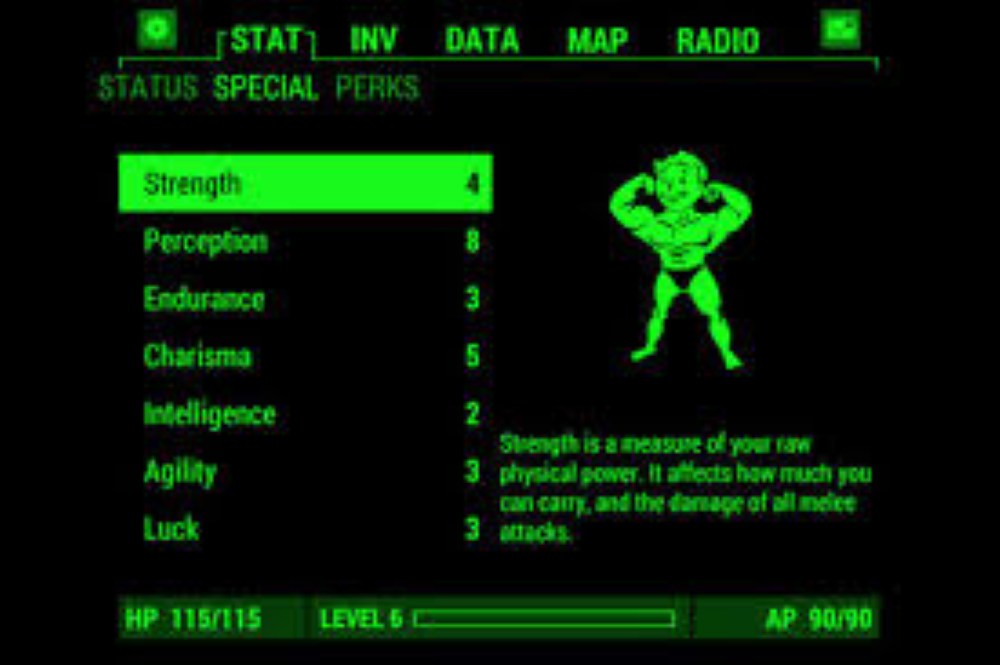 STAT INV DATA MAP RADIO
STATUS SPECIAL PERKS
Strength 4
Perception 8
Endurance 3
Charisma 5
Intelligence 2
Agility 3
Luck 3
Strength is a measure of your raw
physical power. It affects how much you
can carry, and the damage of all melee
attacks.
HP 115/115 LEVEL 6 AP 90/90